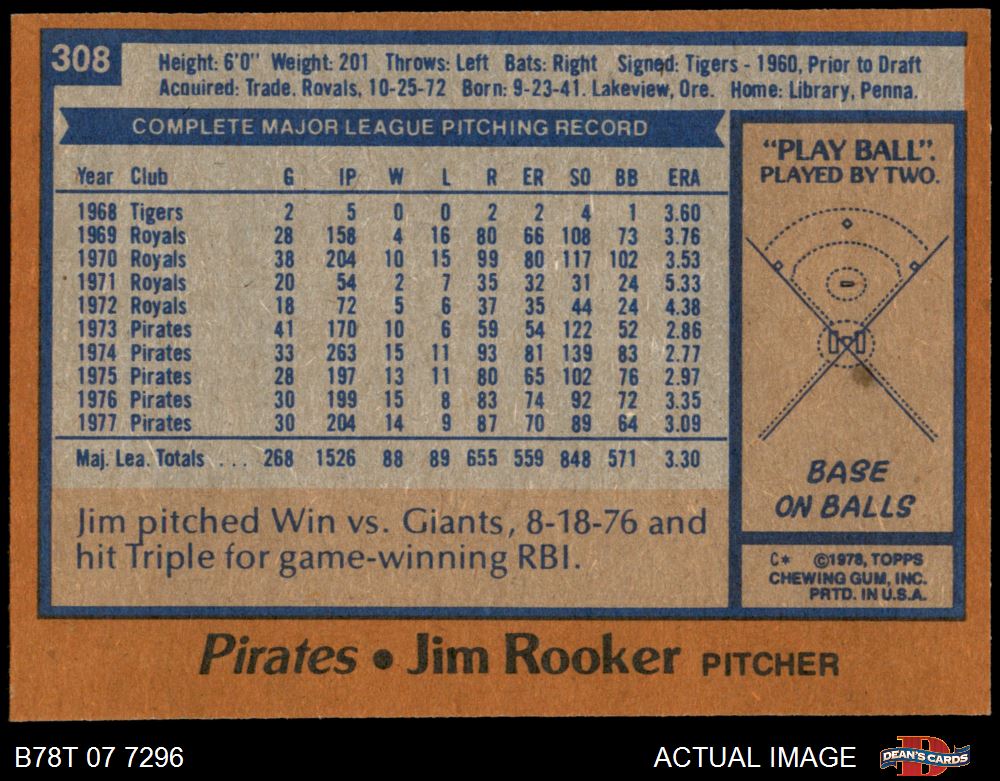 308
Height: 6'0" Weight: 201 Throws: Left Bats: Right Signed: Tigers - 1960, Prior to Draft
Acquired: Trade, Royals, 10-25-72 Born: 9-23-41, Lakeview, Ore. Home: Library, Penna.
COMPLETE MAJOR LEAGUE PITCHING RECORD
Year Club G IP W L R ER SO BB ERA
1968 Tigers 2 5 0 0 2 2 4 1 3.60
1969 Royals 28 158 4 16 80 66 108 73 3.76
1970 Royals 38 204 10 15 99 80 117 102 3.53
1971 Royals 20 54 2 7 35 32 31 24 5.33
1972 Royals 18 72 5 6 37 35 44 24 4.38
1973 Pirates 41 170 10 6 59 54 122 52 2.86
1974 Pirates 33 263 15 11 93 81 139 83 2.77
1975 Pirates 28 197 13 11 80 65 102 76 2.97
1976 Pirates 30 199 15 8 83 74 92 72 3.35
1977 Pirates 30 204 14 9 87 70 89 64 3.09
Maj. Lea. Totals ... 268 1526 88 89 655 559 848 571 3.30
Jim pitched Win vs. Giants, 8-18-76 and
hit Triple for game-winning RBI.
"PLAY BALL".
PLAYED BY TWO.
BASE
ON BALLS
C* ©1978, TOPPS
CHEWING GUM, INC.
PRTD. IN U.S.A.
Pirates • Jim Rooker PITCHER
B78T 07 7296
ACTUAL IMAGE
DEAN'S CARDS